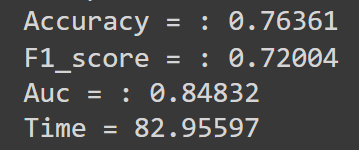 Accuracy = : 0.76361
F1_score = : 0.72004
Auc = : 0.84832
Time = 82.95597